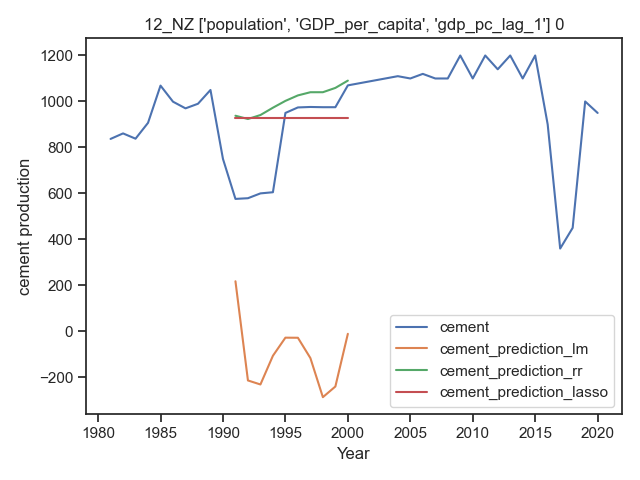 12_NZ ['population', 'GDP_per_capita', 'gdp_pc_lag_1'] 0
1200
1000
800
600
400
200
0
−200
cement production
cement
cement_prediction_lm
cement_prediction_rr
cement_prediction_lasso
1980 1985 1990 1995 2000 2005 2010 2015 2020
Year